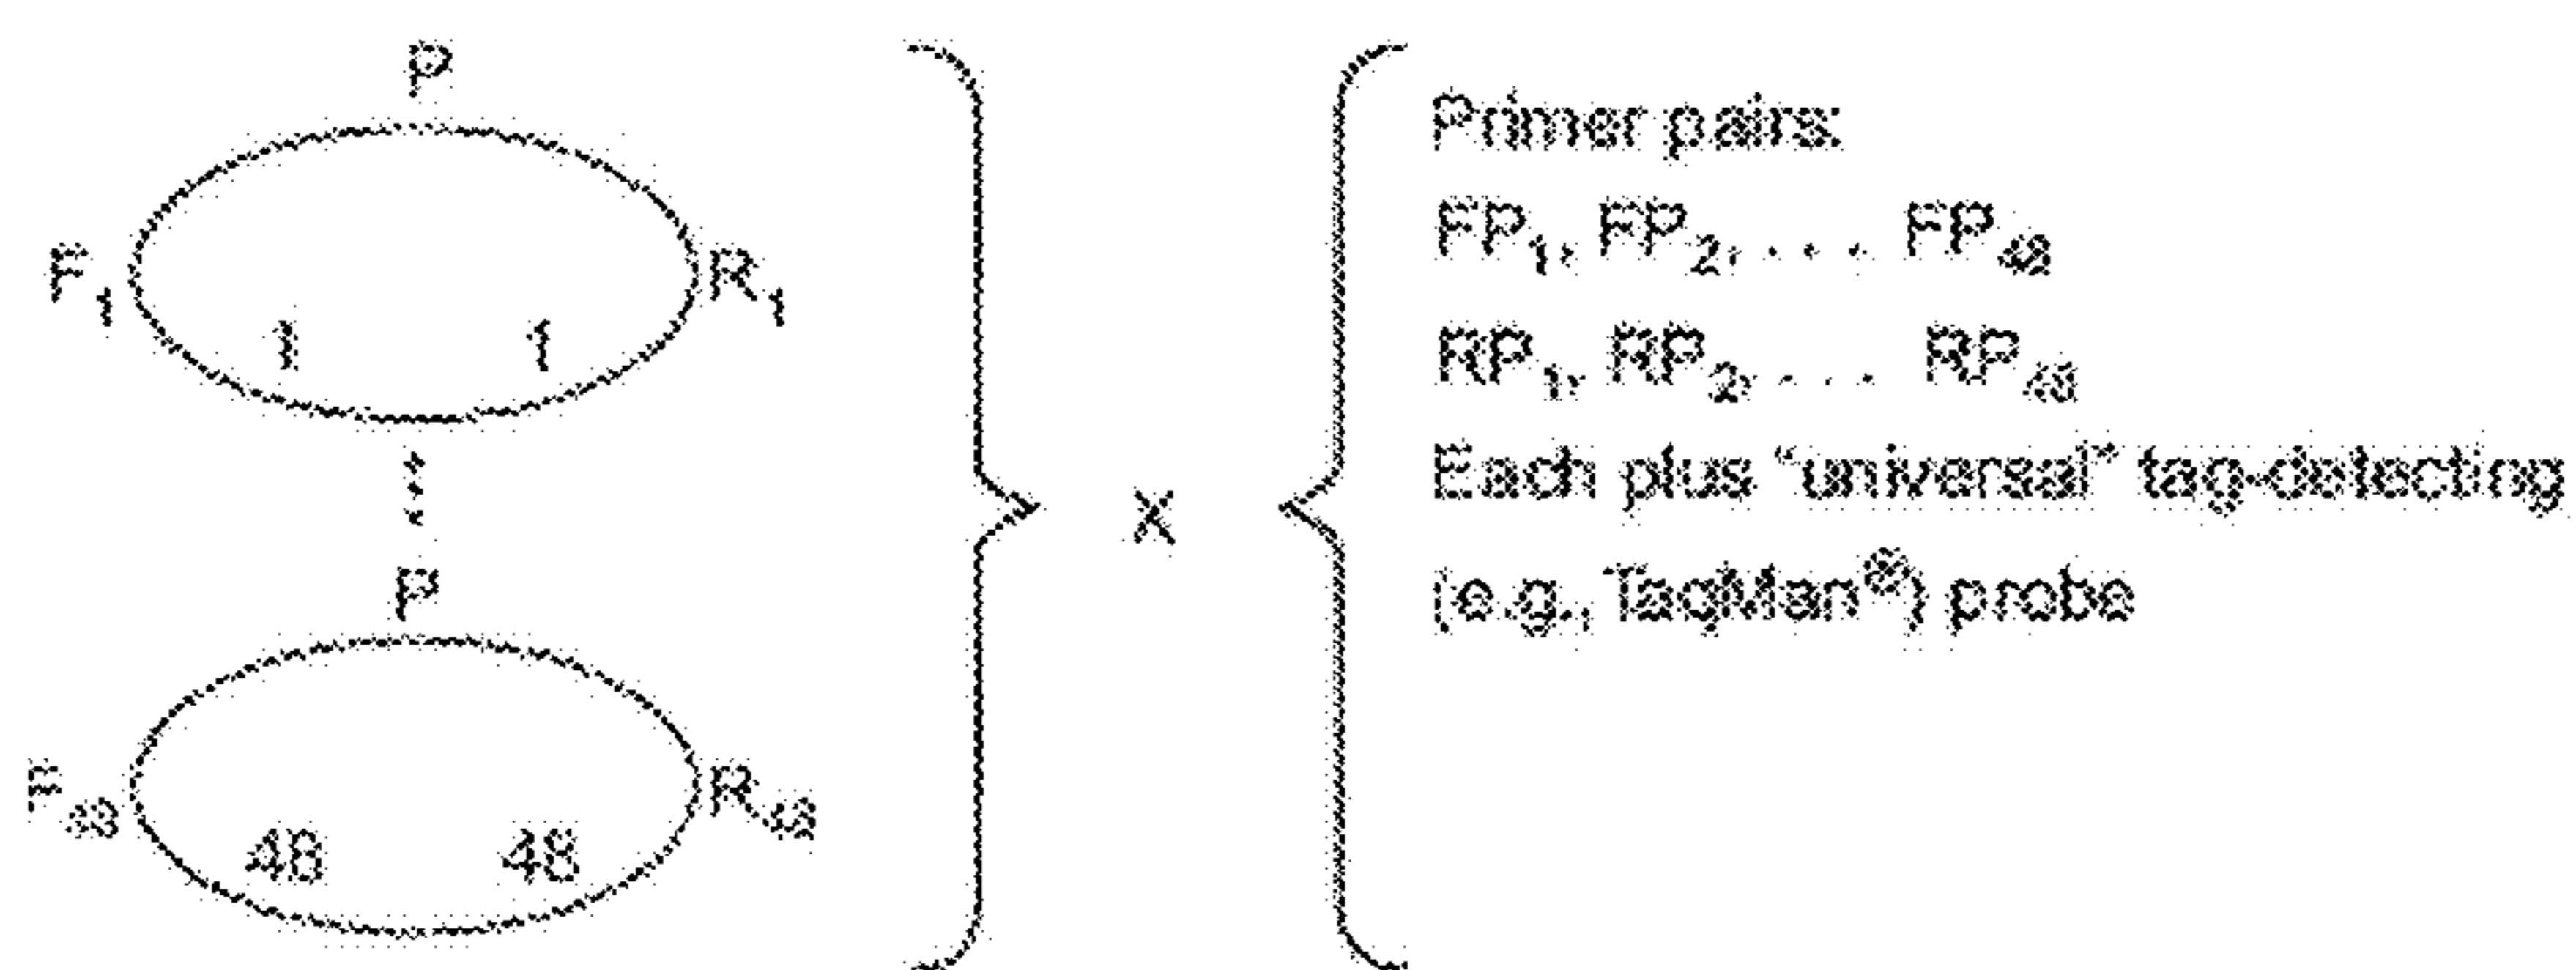 P
F1 R1
1 1
P
F48 R48
48 48
X
Primer pairs:
FP1, FP2, . . . FP48
RP1, RP2, . . . RP48
Each plus "universal" tag-detecting
(e.g., TaqMan®) probe